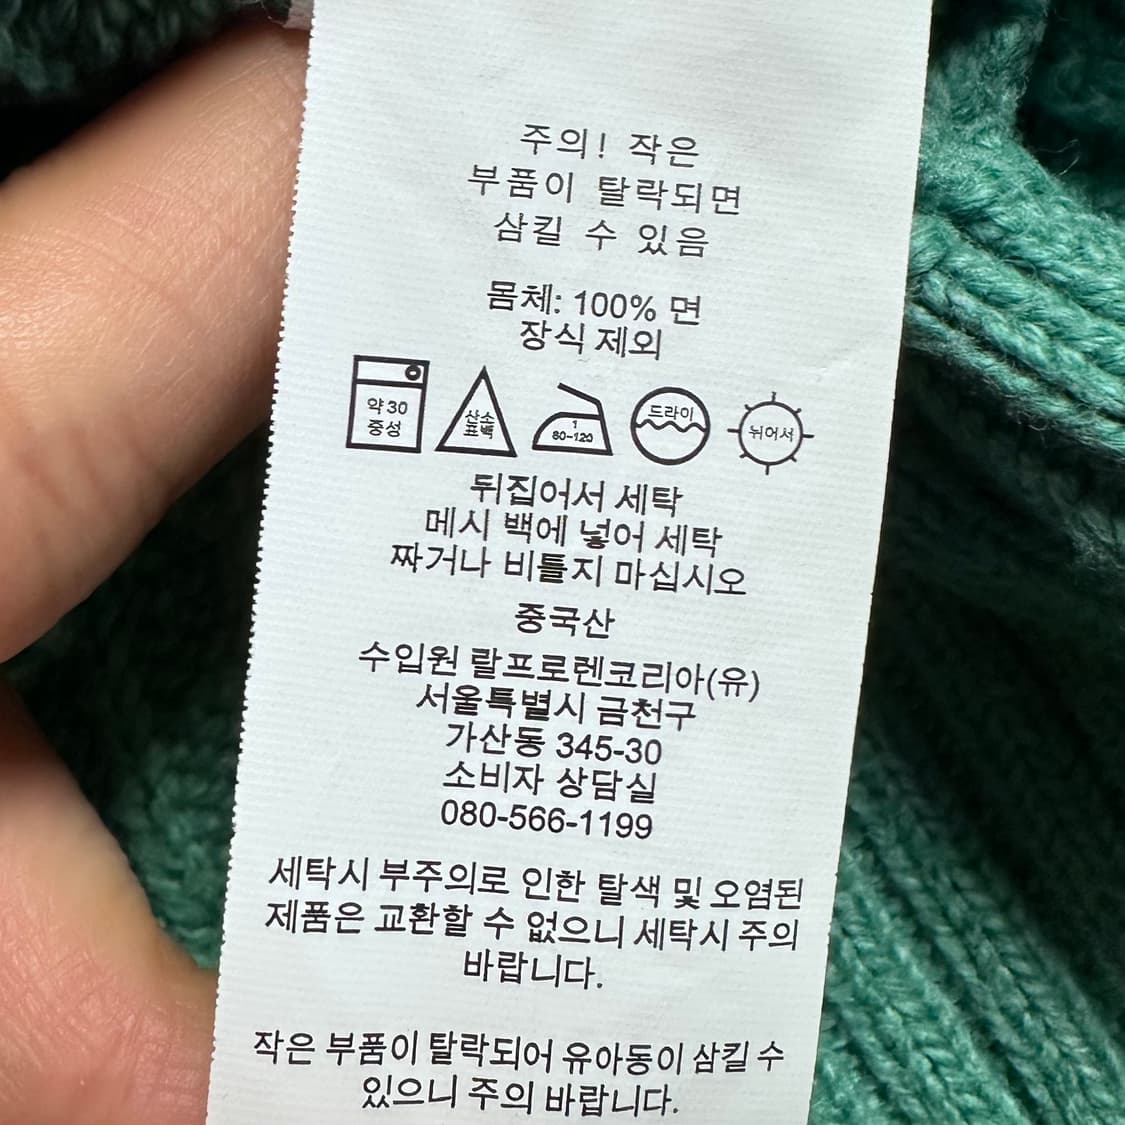 주의! 작은
부품이 탈락되면
삼킬 수 있음
몸체: 100% 면
장식 제외
약 30
중성
산소
표백
1
80-120
드라이
뉘어서
뒤집어서 세탁
메시 백에 넣어 세탁
짜거나 비틀지 마십시오
중국산
수입원 랄프로렌코리아(유)
서울특별시 금천구
가산동 345-30
소비자 상담실
080-566-1199
세탁시 부주의로 인한 탈색 및 오염된
제품은 교환할 수 없으니 세탁시 주의
바랍니다.
작은 부품이 탈락되어 유아동이 삼킬 수
있으니 주의 바랍니다.